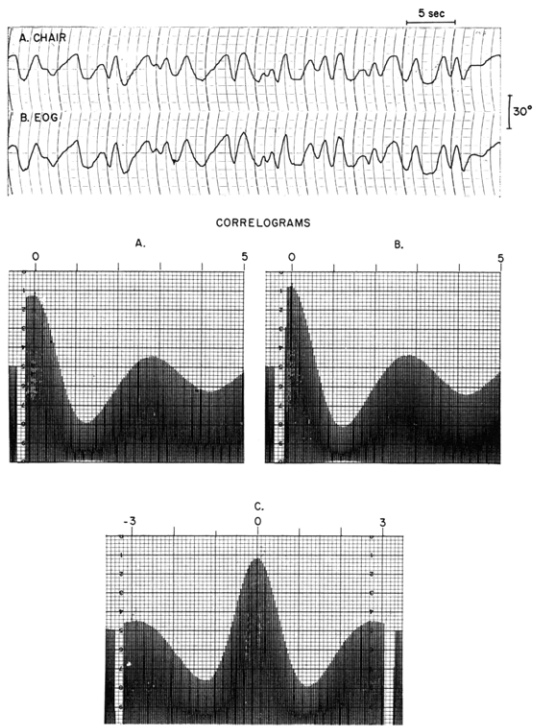 5 sec
A. CHAIR
B. EOG
30°
CORRELOGRAMS
A. B.
0 5 0 5
C.
-3 0 3